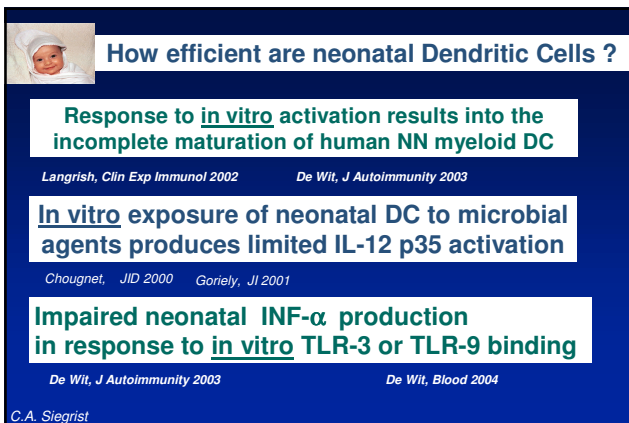 How efficient are neonatal Dendritic Cells ?
Response to in vitro activation results into the
incomplete maturation of human NN myeloid DC
Langrish, Clin Exp Immunol 2002 De Wit, J Autoimmunity 2003
In vitro exposure of neonatal DC to microbial
agents produces limited IL-12 p35 activation
Chougnet, JID 2000 Goriely, JI 2001
Impaired neonatal INF-α production
in response to in vitro TLR-3 or TLR-9 binding
De Wit, J Autoimmunity 2003 De Wit, Blood 2004
C.A. Siegrist